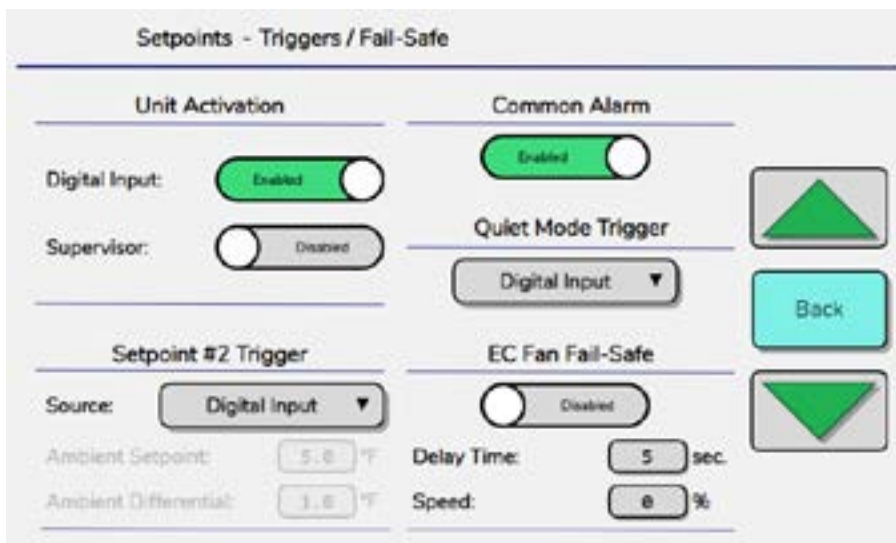 Setpoints - Triggers / Fail-Safe
Unit Activation
Digital Input: Enabled
Supervisor: Disabled
Common Alarm
Enabled
Quiet Mode Trigger
Digital Input ▼
Setpoint #2 Trigger
Source: Digital Input ▼
Ambient Setpoint: 5.0 °F
Ambient Differential: 1.0 °F
EC Fan Fail-Safe
Disabled
Delay Time: 5 sec.
Speed: 0 %
Back